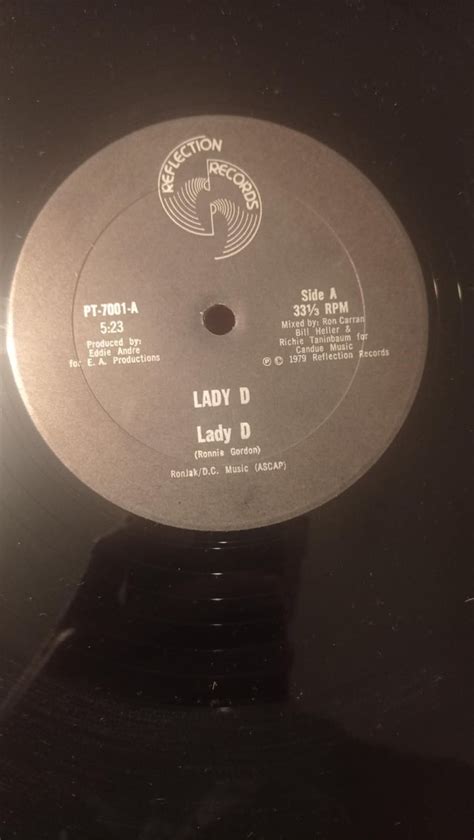 REFLECTION
RECORDS
PT-7001-A
5:23
Produced by:
Eddie Andre
for E. A. Productions
Side A
33⅓ RPM
Mixed by: Ron Carran
Bill Heller &
Richie Taninbaum for
Candue Music
℗ © 1979 Reflection Records
LADY D
Lady D
(Ronnie Gordon)
RonJak/D.C. Music (ASCAP)